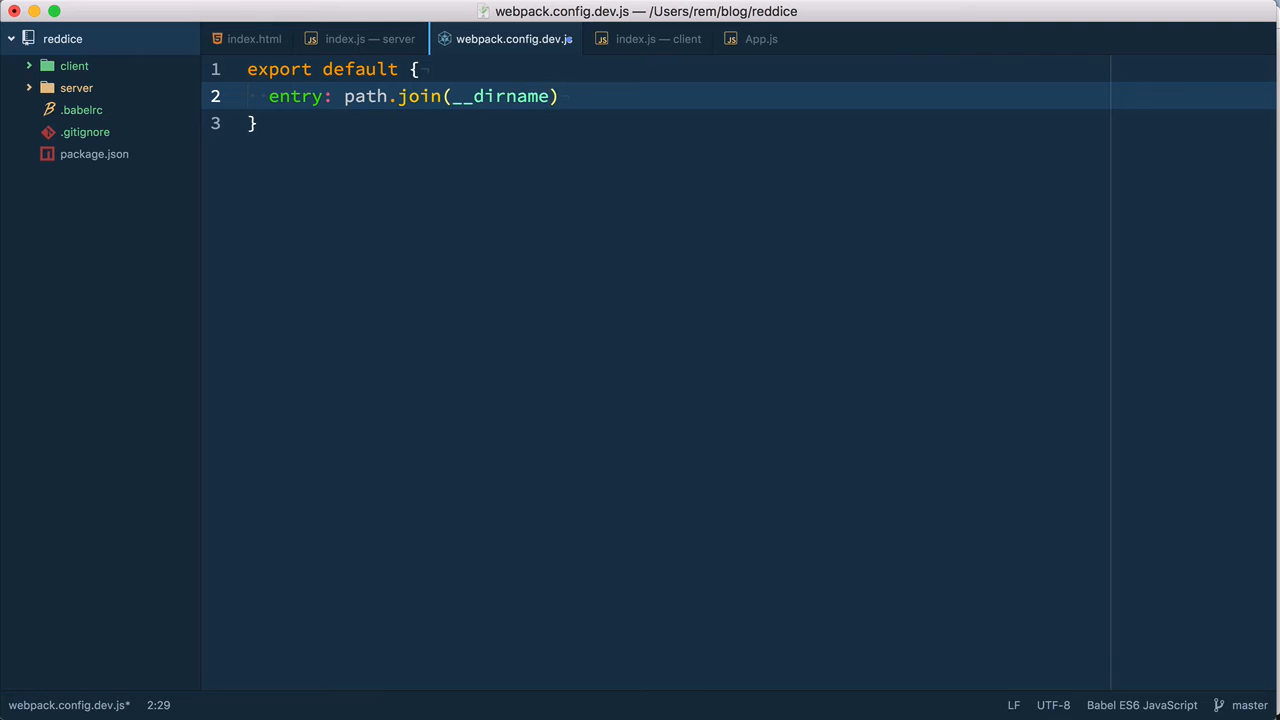 webpack.config.dev.js — /Users/rem/blog/reddice
reddice
index.html
index.js — server
webpack.config.dev.js
index.js — client
App.js
client
server
.babelrc
.gitignore
package.json
1 export default {
2 entry: path.join(__dirname)
3 }
webpack.config.dev.js* 2:29
LF UTF-8 Babel ES6 JavaScript master